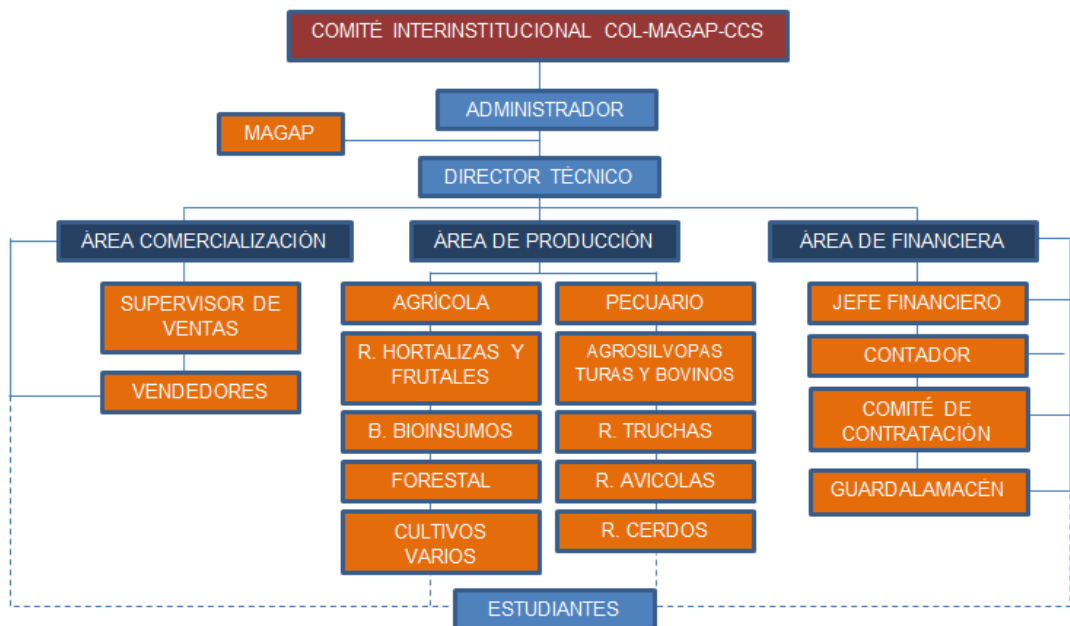 COMITÉ INTERINSTITUCIONAL COL-MAGAP-CCS
ADMINISTRADOR
MAGAP
DIRECTOR TÉCNICO
ÁREA COMERCIALIZACIÓN
ÁREA DE PRODUCCIÓN
ÁREA DE FINANCIERA
SUPERVISOR DE
VENTAS
VENDEDORES
AGRÌCOLA
R. HORTALIZAS Y
FRUTALES
B. BIOINSUMOS
FORESTAL
CULTIVOS
VARIOS
PECUARIO
AGROSILVOPAS
TURAS Y BOVINOS
R. TRUCHAS
R. AVICOLAS
R. CERDOS
JEFE FINANCIERO
CONTADOR
COMITÉ DE
CONTRATACIÓN
GUARDALAMACÉN
ESTUDIANTES